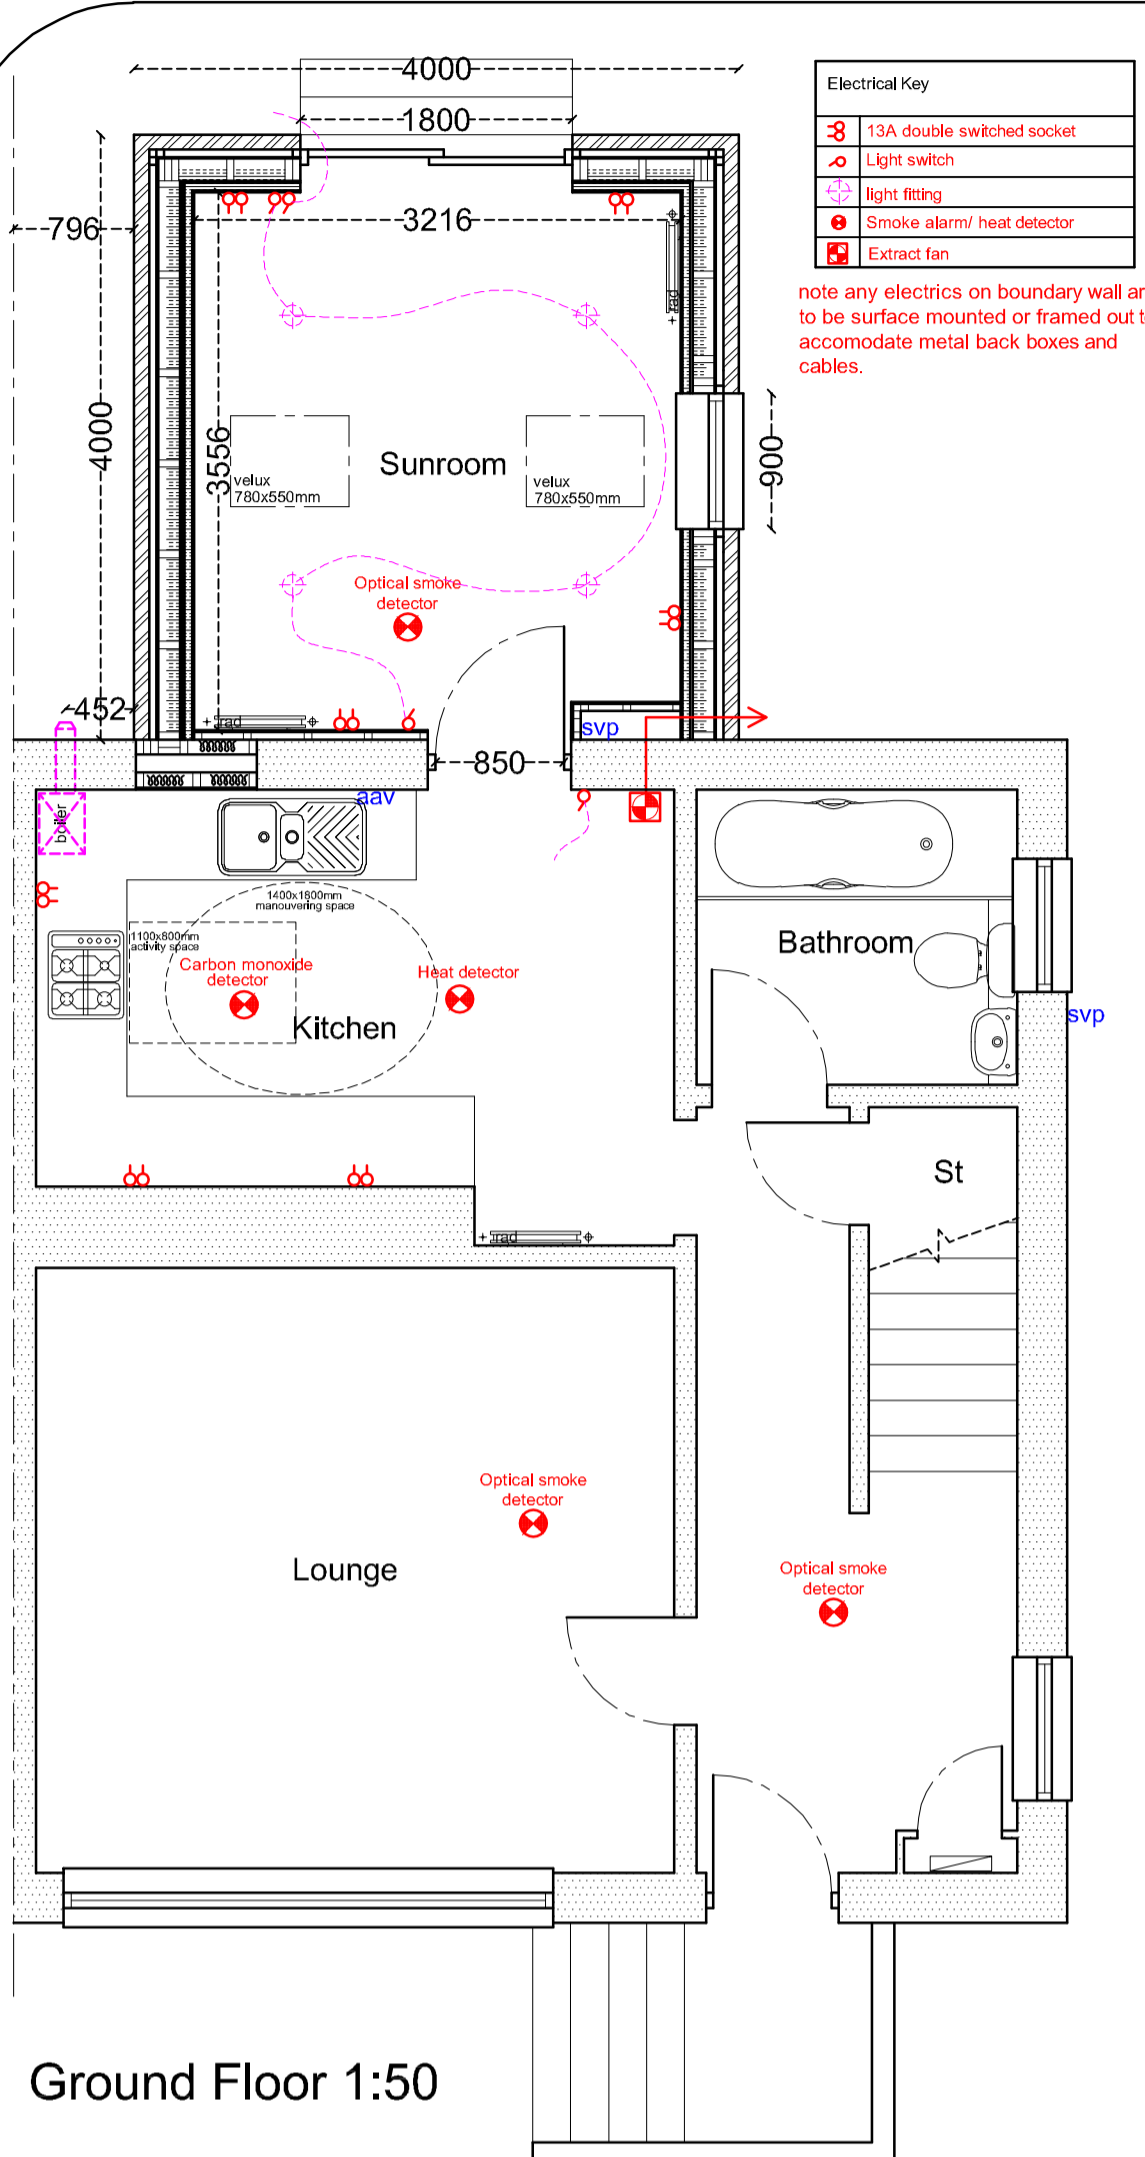 4000
1800
Electrical Key
13A double switched socket
Light switch
light fitting
Smoke alarm/ heat detector
Extract fan
796
3216
rad
note any electrics on boundary wall ar
to be surface mounted or framed out t
accomodate metal back boxes and
cables.
4000
3556
Sunroom
900
velux
780x550mm
velux
780x550mm
Optical smoke
detector
452
rad
svp
850
aav
boiler
1400x1800mm
manouvering space
1100x800mm
activity space
Carbon monoxide
detector
Heat detector
Kitchen
Bathroom
svp
St
rad
Optical smoke
detector
Lounge
Optical smoke
detector
Ground Floor 1:50